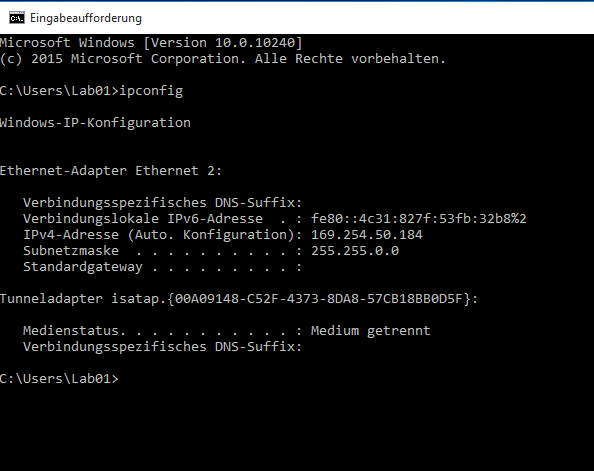 Eingabeaufforderung
Microsoft Windows [Version 10.0.10240]
(c) 2015 Microsoft Corporation. Alle Rechte vorbehalten.
C:\Users\Lab01>ipconfig
Windows-IP-Konfiguration
Ethernet-Adapter Ethernet 2:
Verbindungsspezifisches DNS-Suffix:
Verbindungslokale IPv6-Adresse  . : fe80::4c31:827f:53fb:32b8%2
IPv4-Adresse (Auto. Konfiguration): 169.254.50.184
Subnetzmaske  . . . . . . . . . . : 255.255.0.0
Standardgateway . . . . . . . . . :
Tunneladapter isatap.{00A09148-C52F-4373-8DA8-57CB18BB0D5F}:
Medienstatus. . . . . . . . . . . : Medium getrennt
Verbindungsspezifisches DNS-Suffix:
C:\Users\Lab01>